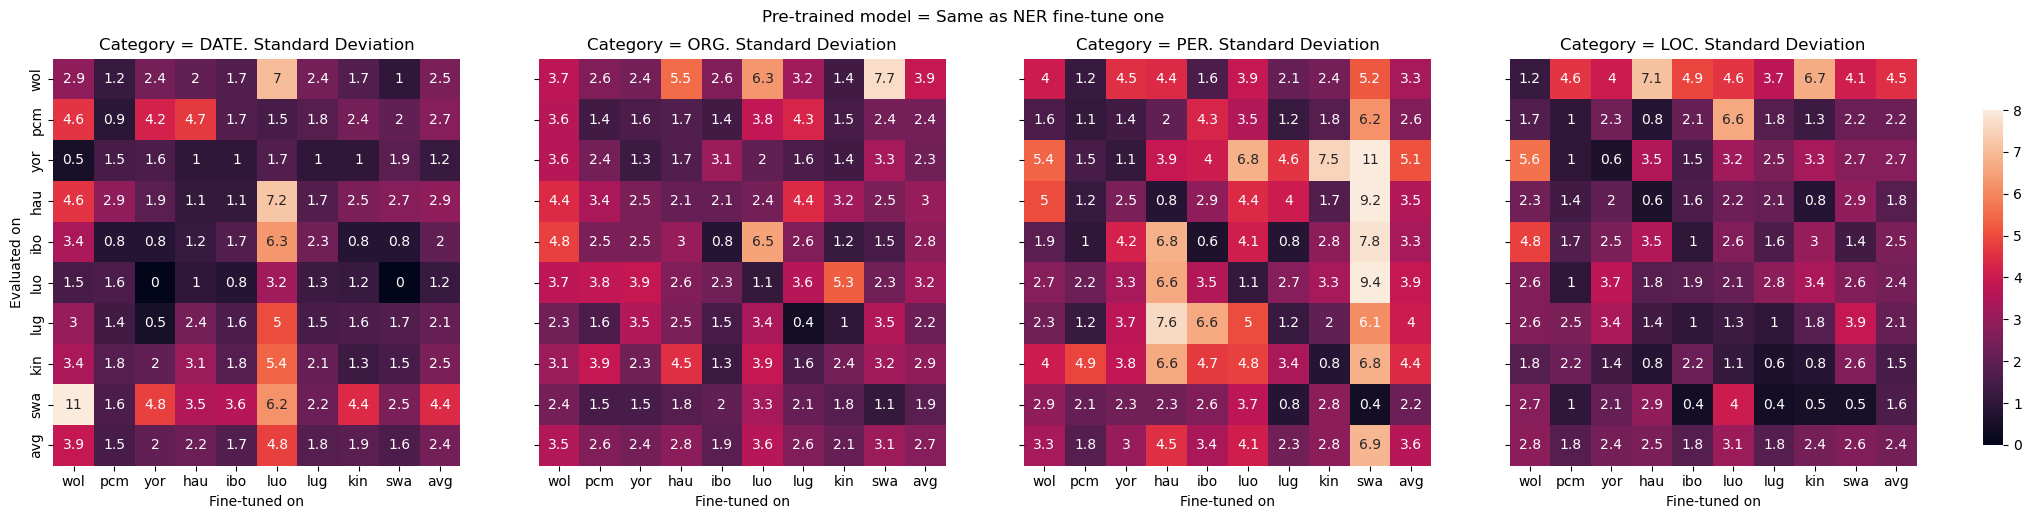 Pre-trained model = Same as NER fine-tune one
Category = DATE. Standard Deviation
Category = ORG. Standard Deviation
Category = PER. Standard Deviation
Category = LOC. Standard Deviation
Evaluated on
wol 2.9 1.2 2.4 2 1.7 7 2.4 1.7 1 2.5
pcm 4.6 0.9 4.2 4.7 1.7 1.5 1.8 2.4 2 2.7
yor 0.5 1.5 1.6 1 1 1.7 1 1 1.9 1.2
hau 4.6 2.9 1.9 1.1 1.1 7.2 1.7 2.5 2.7 2.9
ibo 3.4 0.8 0.8 1.2 1.7 6.3 2.3 0.8 0.8 2
luo 1.5 1.6 0 1 0.8 3.2 1.3 1.2 0 1.2
lug 3 1.4 0.5 2.4 1.6 5 1.5 1.6 1.7 2.1
kin 3.4 1.8 2 3.1 1.8 5.4 2.1 1.3 1.5 2.5
swa 11 1.6 4.8 3.5 3.6 6.2 2.2 4.4 2.5 4.4
avg 3.9 1.5 2 2.2 1.7 4.8 1.8 1.9 1.6 2.4
wol pcm yor hau ibo luo lug kin swa avg
Fine-tuned on
3.7 2.6 2.4 5.5 2.6 6.3 3.2 1.4 7.7 3.9
3.6 1.4 1.6 1.7 1.4 3.8 4.3 1.5 2.4 2.4
3.6 2.4 1.3 1.7 3.1 2 1.6 1.4 3.3 2.3
4.4 3.4 2.5 2.1 2.1 2.4 4.4 3.2 2.5 3
4.8 2.5 2.5 3 0.8 6.5 2.6 1.2 1.5 2.8
3.7 3.8 3.9 2.6 2.3 1.1 3.6 5.3 2.3 3.2
2.3 1.6 3.5 2.5 1.5 3.4 0.4 1 3.5 2.2
3.1 3.9 2.3 4.5 1.3 3.9 1.6 2.4 3.2 2.9
2.4 1.5 1.5 1.8 2 3.3 2.1 1.8 1.1 1.9
3.5 2.6 2.4 2.8 1.9 3.6 2.6 2.1 3.1 2.7
wol pcm yor hau ibo luo lug kin swa avg
Fine-tuned on
4 1.2 4.5 4.4 1.6 3.9 2.1 2.4 5.2 3.3
1.6 1.1 1.4 2 4.3 3.5 1.2 1.8 6.2 2.6
5.4 1.5 1.1 3.9 4 6.8 4.6 7.5 11 5.1
5 1.2 2.5 0.8 2.9 4.4 4 1.7 9.2 3.5
1.9 1 4.2 6.8 0.6 4.1 0.8 2.8 7.8 3.3
2.7 2.2 3.3 6.6 3.5 1.1 2.7 3.3 9.4 3.9
2.3 1.2 3.7 7.6 6.6 5 1.2 2 6.1 4
4 4.9 3.8 6.6 4.7 4.8 3.4 0.8 6.8 4.4
2.9 2.1 2.3 2.3 2.6 3.7 0.8 2.8 0.4 2.2
3.3 1.8 3 4.5 3.4 4.1 2.3 2.8 6.9 3.6
wol pcm yor hau ibo luo lug kin swa avg
Fine-tuned on
1.2 4.6 4 7.1 4.9 4.6 3.7 6.7 4.1 4.5
1.7 1 2.3 0.8 2.1 6.6 1.8 1.3 2.2 2.2
5.6 1 0.6 3.5 1.5 3.2 2.5 3.3 2.7 2.7
2.3 1.4 2 0.6 1.6 2.2 2.1 0.8 2.9 1.8
4.8 1.7 2.5 3.5 1 2.6 1.6 3 1.4 2.5
2.6 1 3.7 1.8 1.9 2.1 2.8 3.4 2.6 2.4
2.6 2.5 3.4 1.4 1 1.3 1 1.8 3.9 2.1
1.8 2.2 1.4 0.8 2.2 1.1 0.6 0.8 2.6 1.5
2.7 1 2.1 2.9 0.4 4 0.4 0.5 0.5 1.6
2.8 1.8 2.4 2.5 1.8 3.1 1.8 2.4 2.6 2.4
wol pcm yor hau ibo luo lug kin swa avg
Fine-tuned on
8
7
6
5
4
3
2
1
0